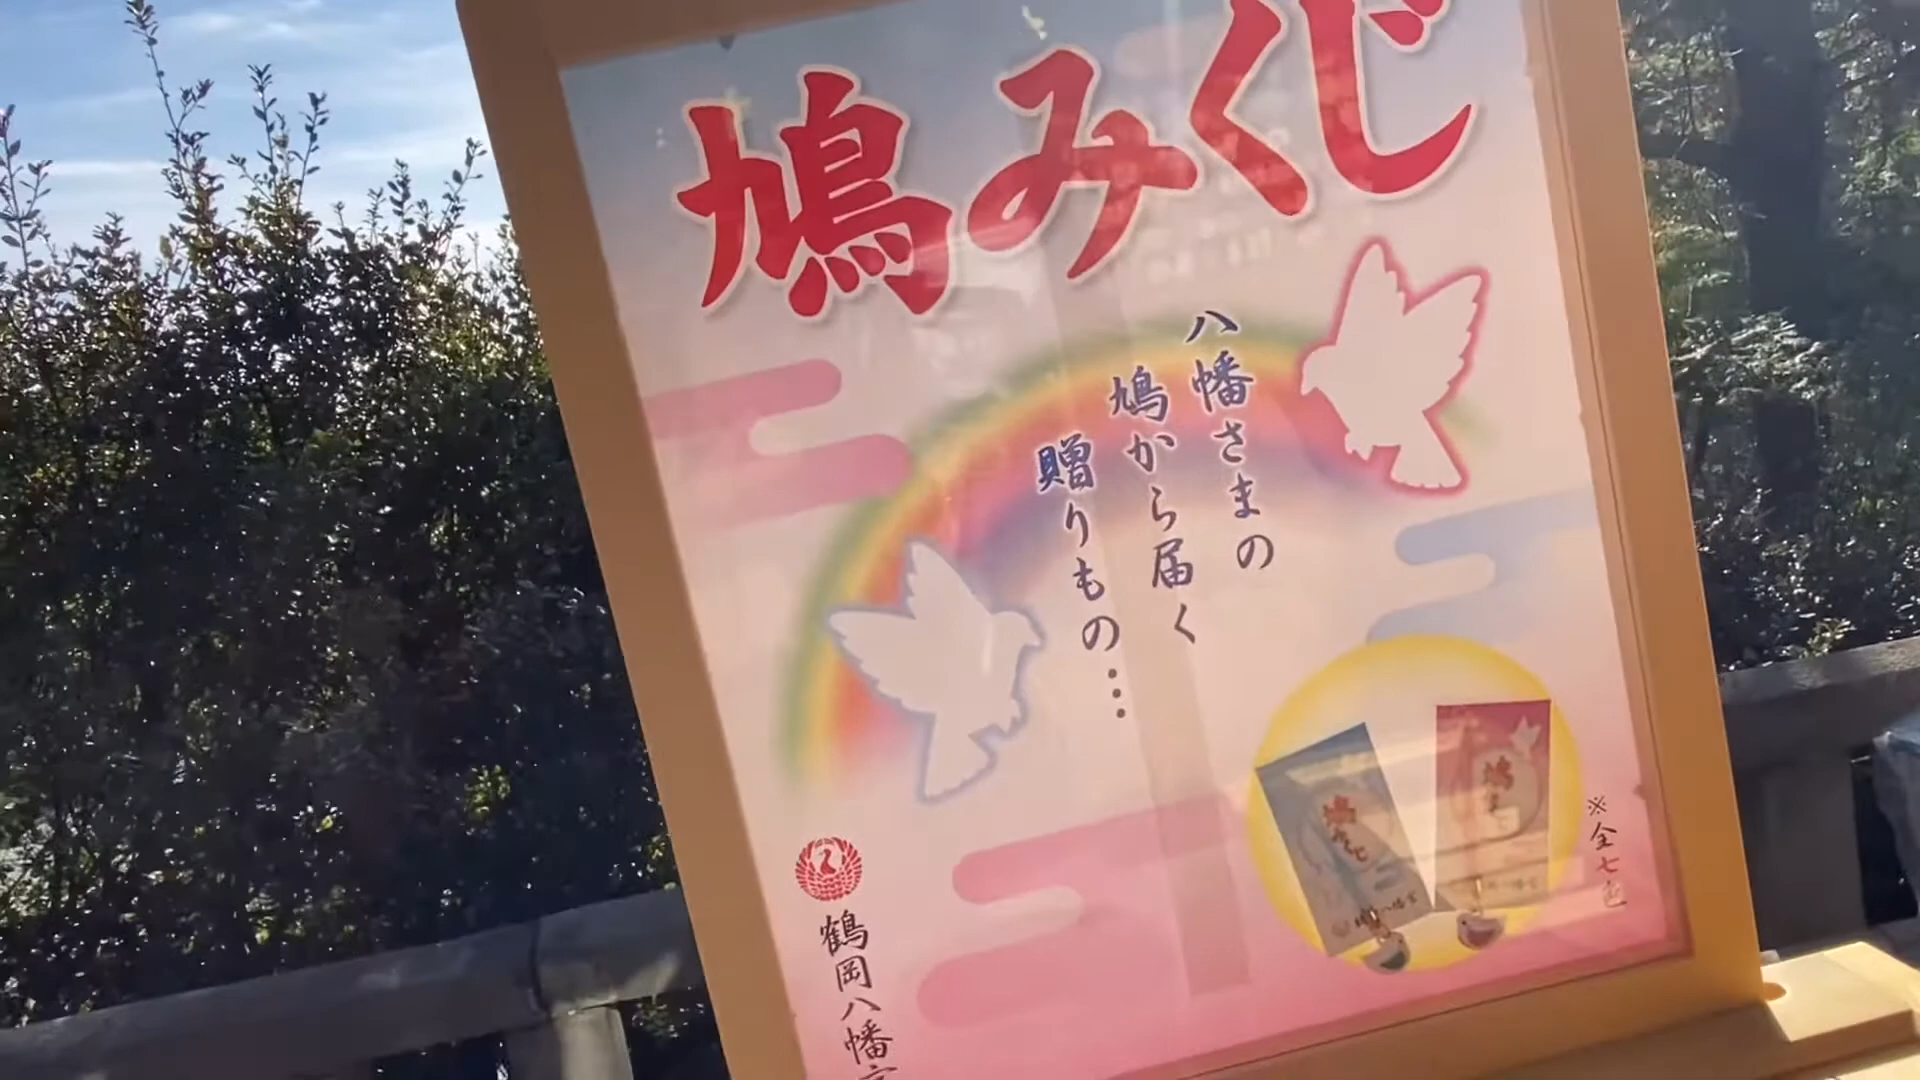 鳩みくじ
八幡さまの
鳩から届く
贈りもの…
※全七色
鶴岡八幡宮